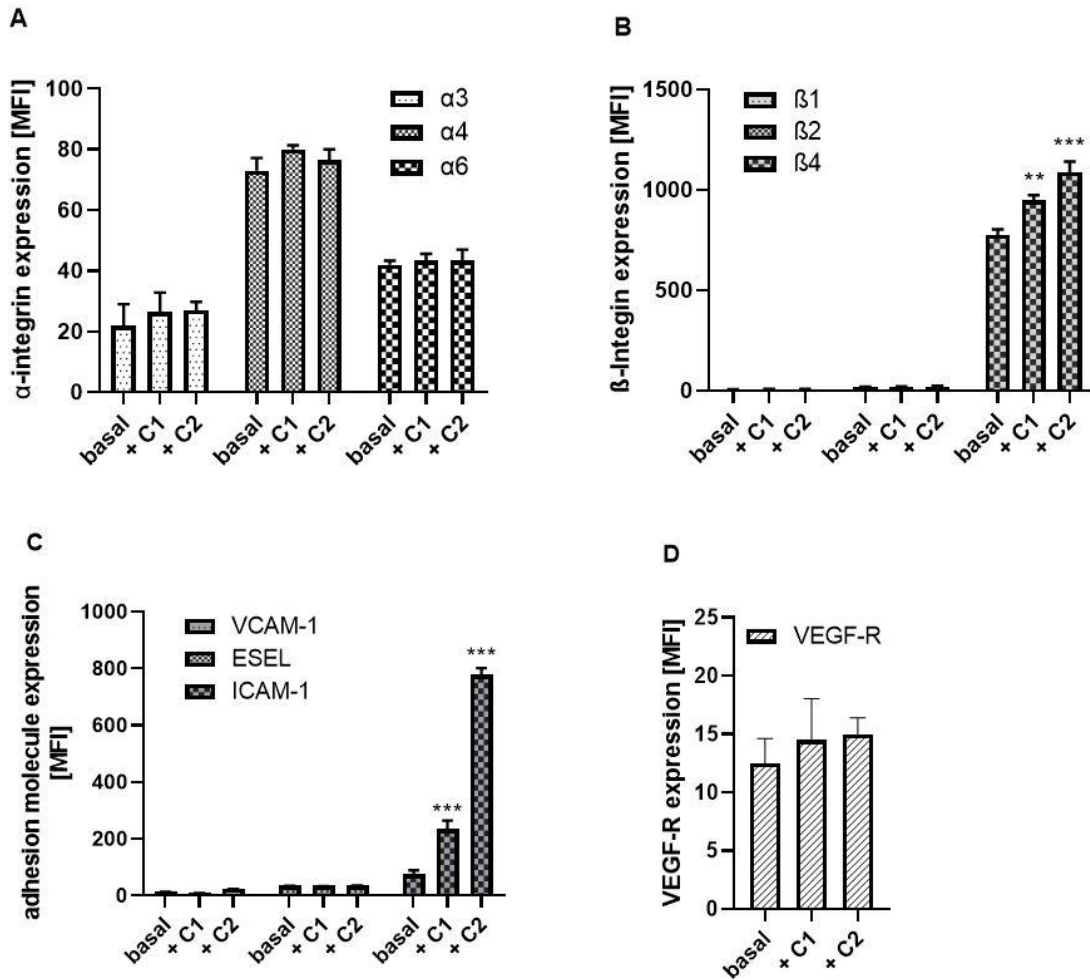 A
α-integrin expression [MFI]
100
80
60
40
20
0
α3
α4
α6
basal
+ C1
+ C2
basal
+ C1
+ C2
basal
+ C1
+ C2
B
ß-Integin expression [MFI]
1500
1000
500
0
ß1
ß2
ß4
**
***
basal
+ C1
+ C2
basal
+ C1
+ C2
basal
+ C1
+ C2
C
adhesion molecule expression
[MFI]
1000
800
600
400
200
0
VCAM-1
ESEL
ICAM-1
***
***
basal
+ C1
+ C2
basal
+ C1
+ C2
basal
+ C1
+ C2
D
VEGF-R expression [MFI]
25
20
15
10
5
0
VEGF-R
basal
+ C1
+ C2